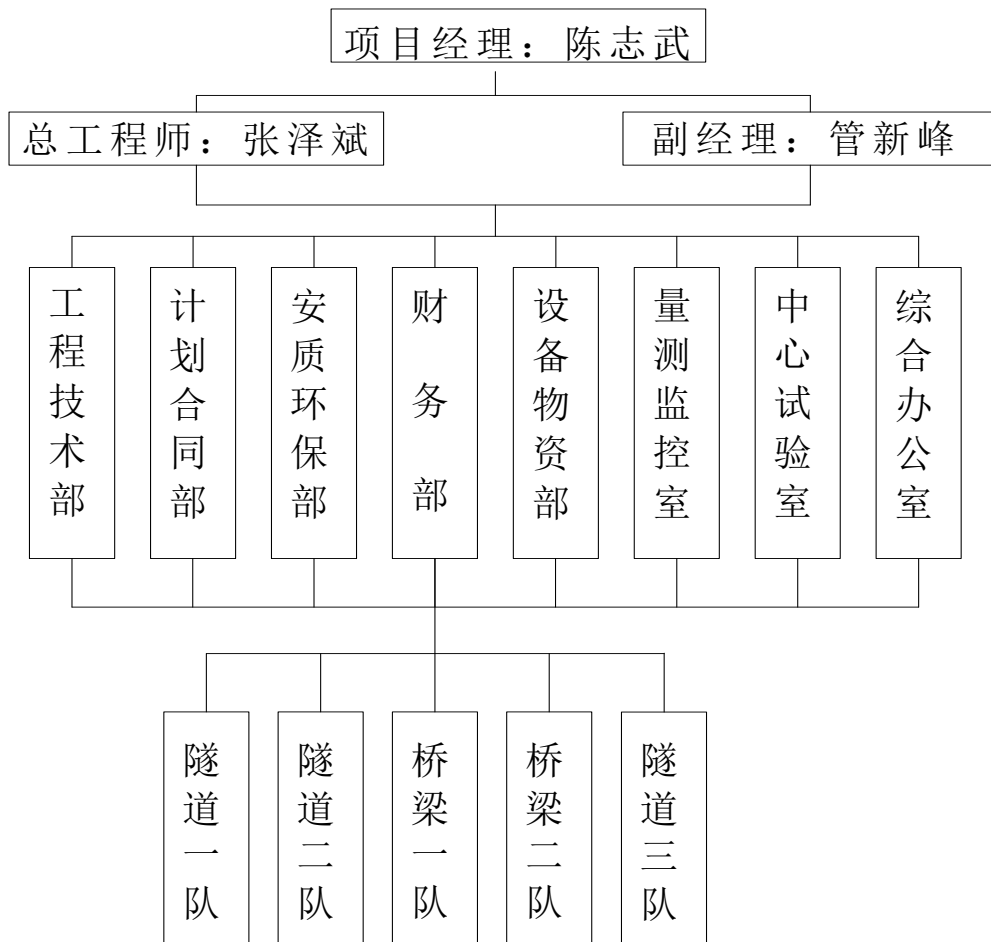 项目经理：陈志武
总工程师：张泽斌
副经理：管新峰
工程技术部
计划合同部
安质环保部
财务部
设备物资部
量测监控室
中心试验室
综合办公室
隧道一队
隧道二队
桥梁一队
桥梁二队
隧道三队